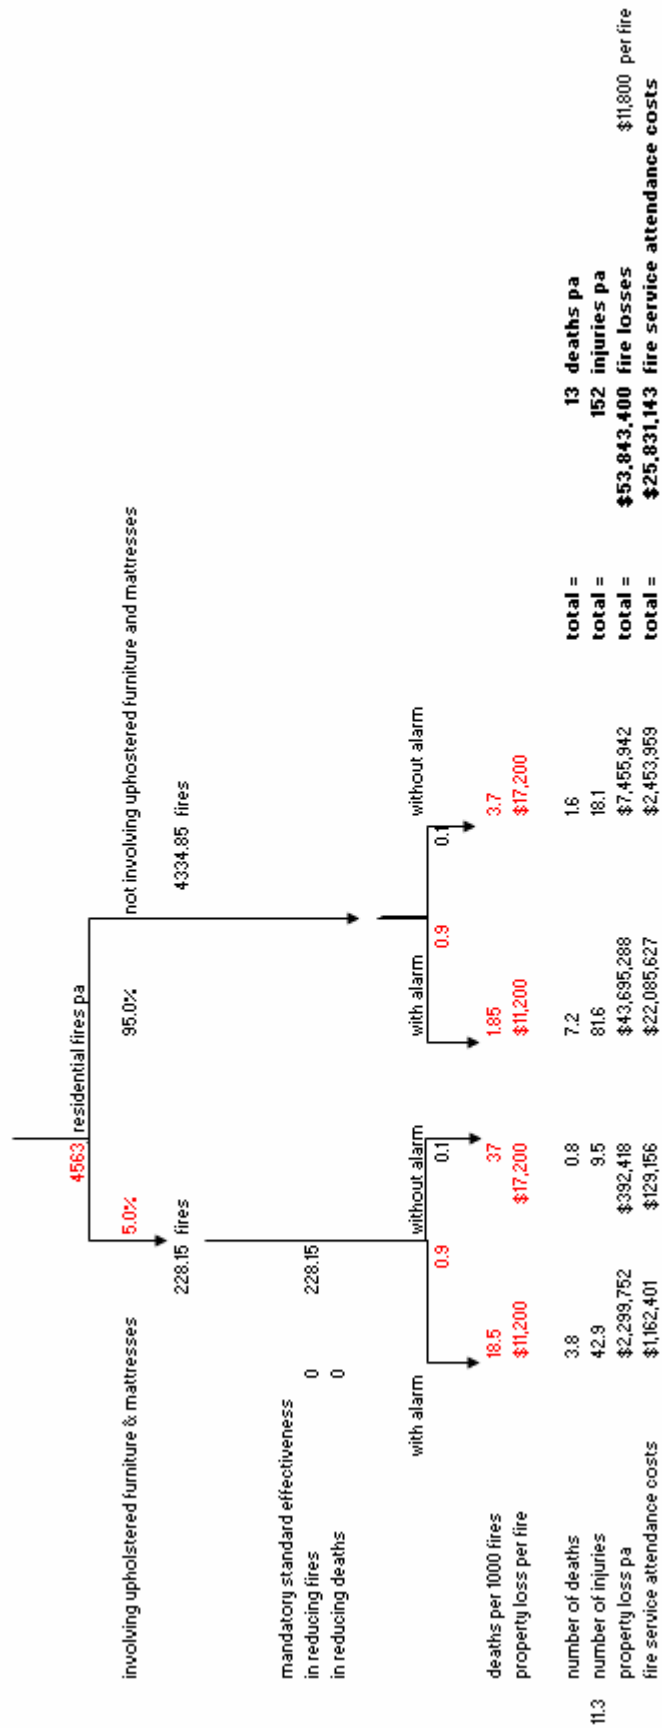 4563 residential fires pa
involving upholstered furniture & mattresses 5.0% 95.0% not involving uphostered furniture and mattresses
228.15 fires 4334.85 fires
mandatory standard effectiveness
in reducing fires 0 228.15
in reducing deaths 0
with alarm without alarm with alarm without alarm
0.9 0.1 0.9 0.1
deaths per 1000 fires 18.5 37 1.85 3.7
property loss per fire $11,200 $17,200 $11,200 $17,200
number of deaths 3.8 0.8 7.2 1.6 total = 13 deaths pa
11.3 number of injuries 42.9 9.5 81.6 18.1 total = 152 injuries pa
property loss pa $2,299,752 $392,418 $43,695,288 $7,455,942 total = $53,843,400 fire losses $11,800 per fire
fire service attendance costs $1,162,401 $129,156 $22,085,627 $2,453,959 total = $25,831,143 fire service attendance costs